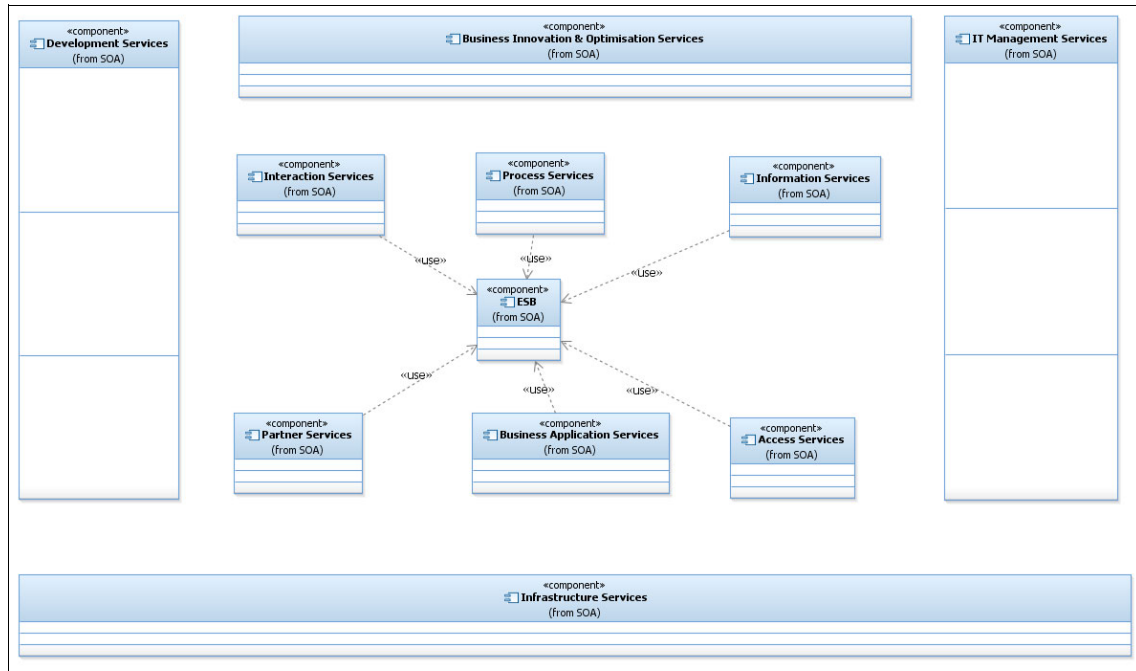 «component»
Development Services
(from SOA)
«component»
Business Innovation & Optimisation Services
(from SOA)
«component»
IT Management Services
(from SOA)
«component»
Interaction Services
(from SOA)
«component»
Process Services
(from SOA)
«component»
Information Services
(from SOA)
«use»
«use»
«use»
«component»
ESB
(from SOA)
«use»
«use»
«use»
«component»
Partner Services
(from SOA)
«component»
Business Application Services
(from SOA)
«component»
Access Services
(from SOA)
«component»
Infrastructure Services
(from SOA)